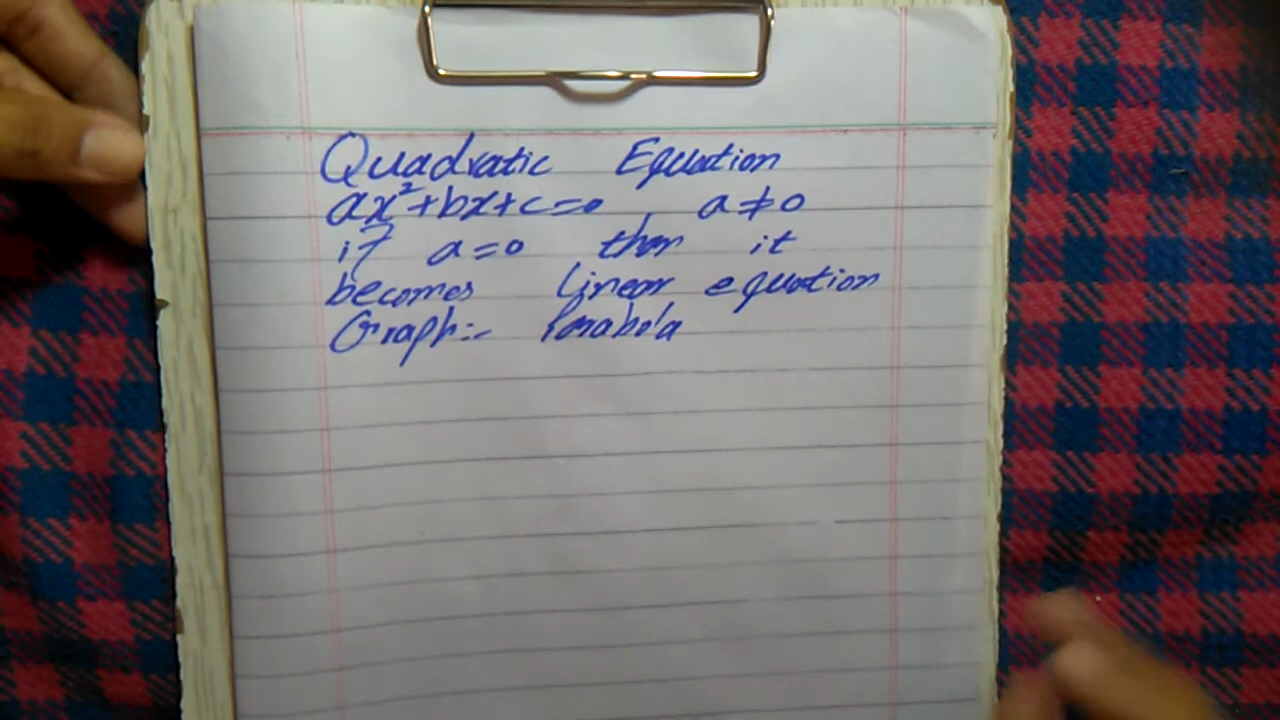 Quadratic Equation
ax²+bx+c=0 a≠0
if a=0 then it
becomes linear equation
Graph:- Parabola